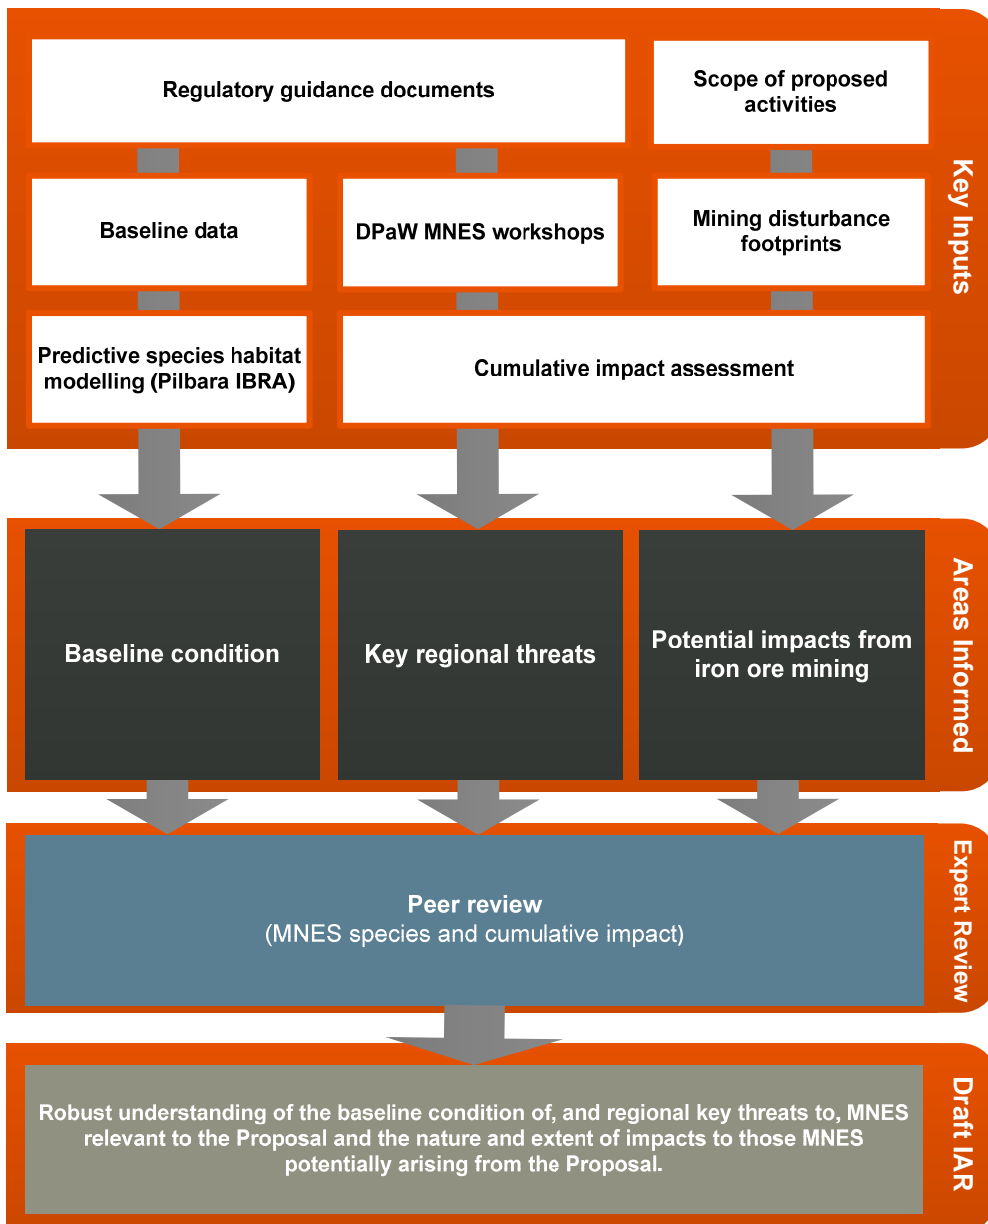 Regulatory guidance documents
Scope of proposed
activities
Baseline data
DPaW MNES workshops
Mining disturbance
footprints
Predictive species habitat
modelling (Pilbara IBRA)
Cumulative impact assessment
Key Inputs
Baseline condition
Key regional threats
Potential impacts from
iron ore mining
Areas Informed
Peer review
(MNES species and cumulative impact)
Expert Review
Robust understanding of the baseline condition of, and regional key threats to, MNES
relevant to the Proposal and the nature and extent of impacts to those MNES
potentially arising from the Proposal.
Draft IAR